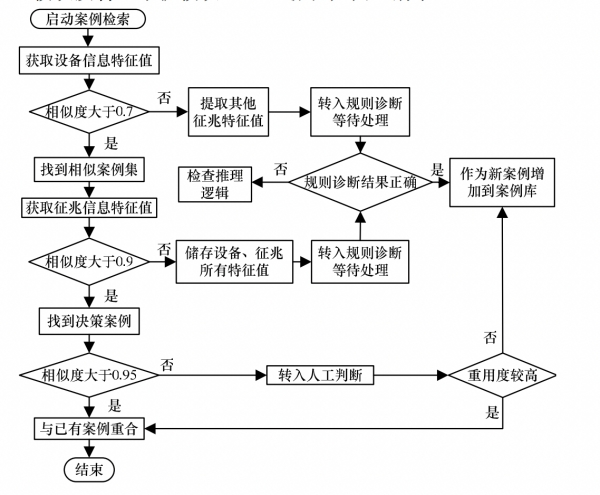 启动案例检索
获取设备信息特征值
相似度大于0.7
否
提取其他
征兆特征值
转入规则诊断
等待处理
是
找到相似案例集
检查推理
逻辑
否
规则诊断结果正确
是
作为新案例增
加到案例库
获取征兆信息特征值
相似度大于0.9
否
储存设备、征兆
所有特征值
转入规则诊断
等待处理
是
找到决策案例
相似度大于0.95
否
转入人工判断
重用度较高
否
是
是
与已有案例重合
结束